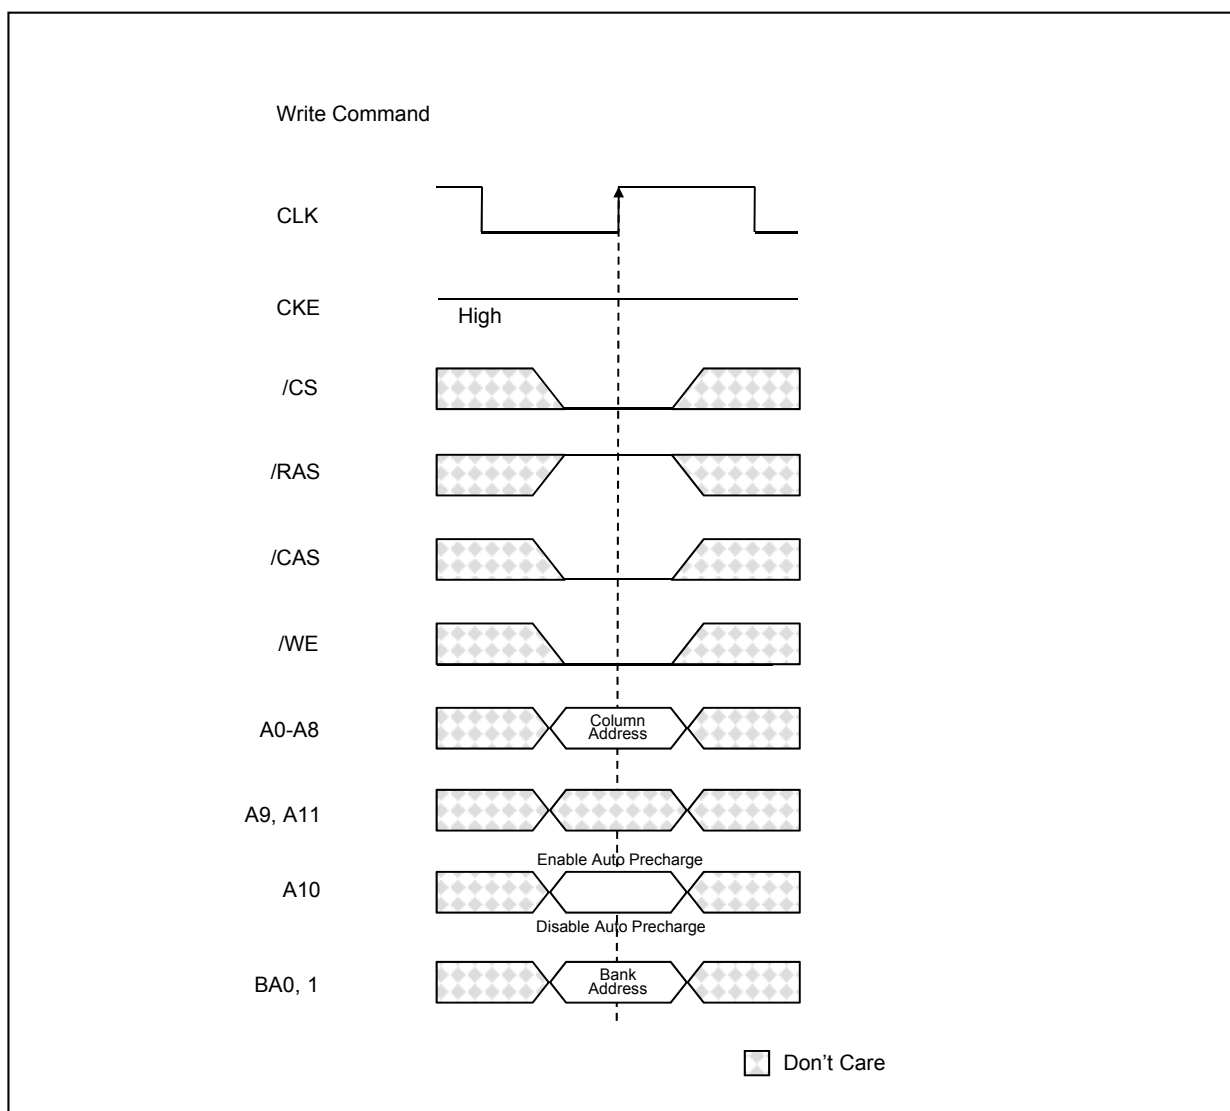 Write Command
CLK
CKE
High
/CS
/RAS
/CAS
/WE
A0-A8
Column
Address
A9, A11
Enable Auto Precharge
A10
Disable Auto Precharge
BA0, 1
Bank
Address
Don’t Care